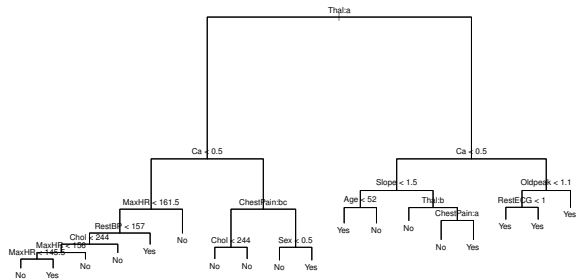 Thal:a
Ca < 0.5
Ca < 0.5
Slope < 1.5
Oldpeak < 1.1
MaxHR < 161.5
ChestPain:bc
Age < 52
Thal:b
RestECG < 1
ChestPain:a
Yes
No
No
Yes
Yes
Yes
No
Yes
RestBP < 157
Chol < 244
MaxHR < 156
MaxHR < 145.5
Chol < 244
Sex < 0.5
No
Yes
No
No
No
No
No
Yes
No
Yes